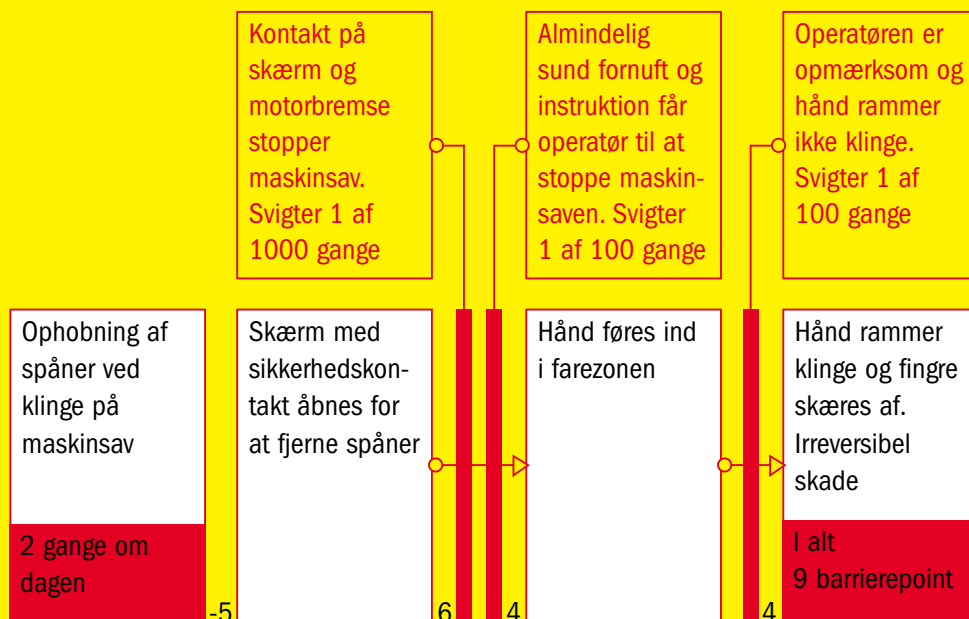 Kontakt på
skærm og
motorbremse
stopper
maskinsav.
Svigter 1 af
1000 gange
Almindelig
sund fornuft og
instruktion får
operatør til at
stoppe maskin-
saven. Svigter
1 af 100 gange
Operatøren er
opmærksom og
hånd rammer
ikke klinge.
Svigter 1 af
100 gange
Ophobning af
spåner ved
klinge på
maskinsav
2 gange om
dagen
-5
Skærm med
sikkerhedskon-
takt åbnes for
at fjerne spåner
6
4
Hånd føres ind
i farezonen
4
Hånd rammer
klinge og fingre
skæres af.
Irreversibel
skade
I alt
9 barrierepoint